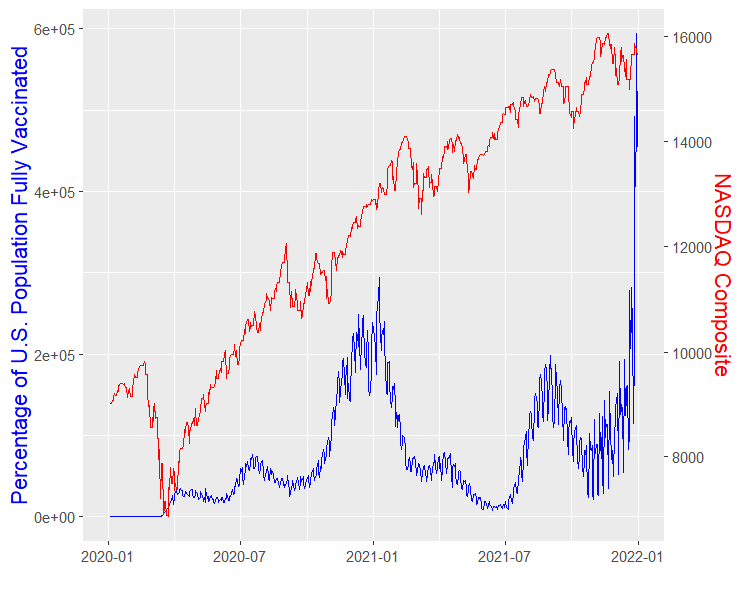 Percentage of U.S. Population Fully Vaccinated
6e+05
4e+05
2e+05
0e+00
16000
14000
12000
10000
8000
NASDAQ Composite
2020-01
2020-07
2021-01
2021-07
2022-01